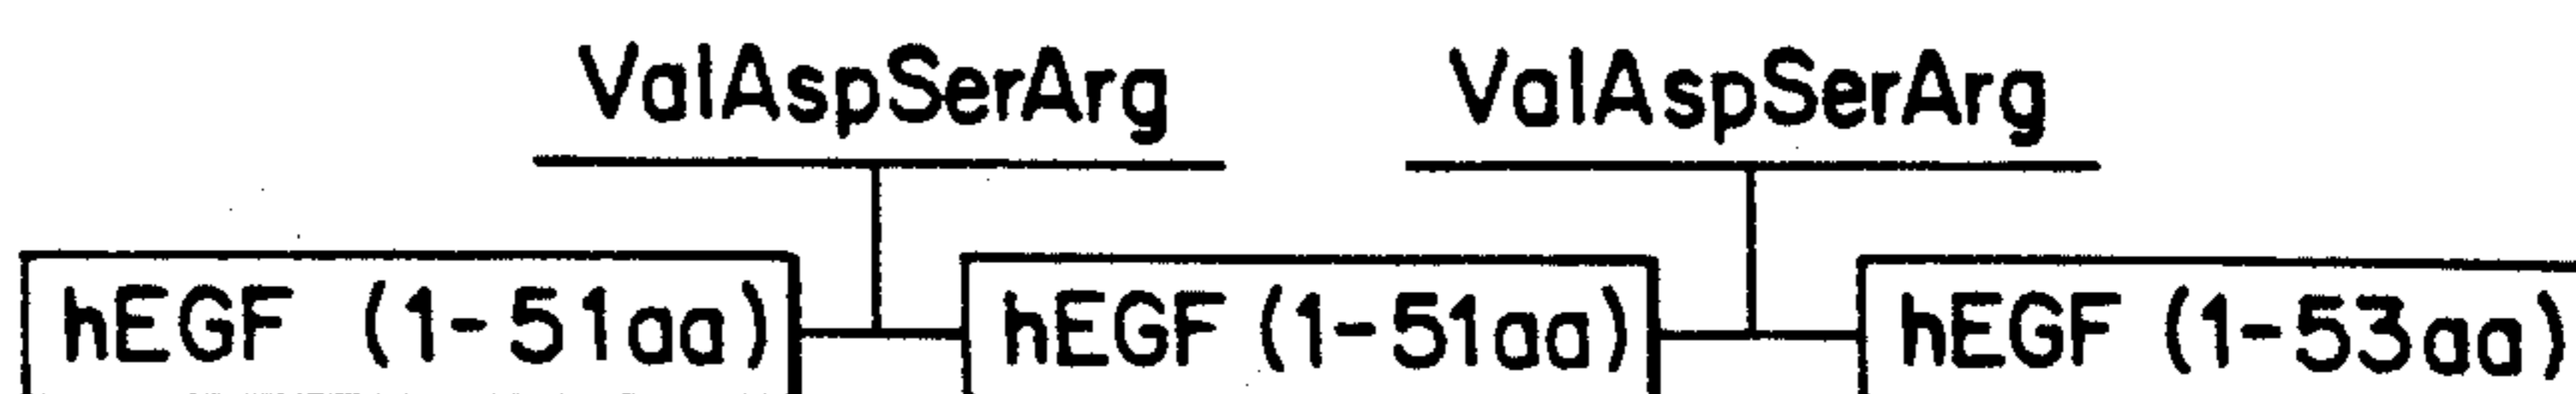 ValAspSerArg ValAspSerArg
hEGF (1-51aa) hEGF (1-51aa) hEGF (1-53aa)